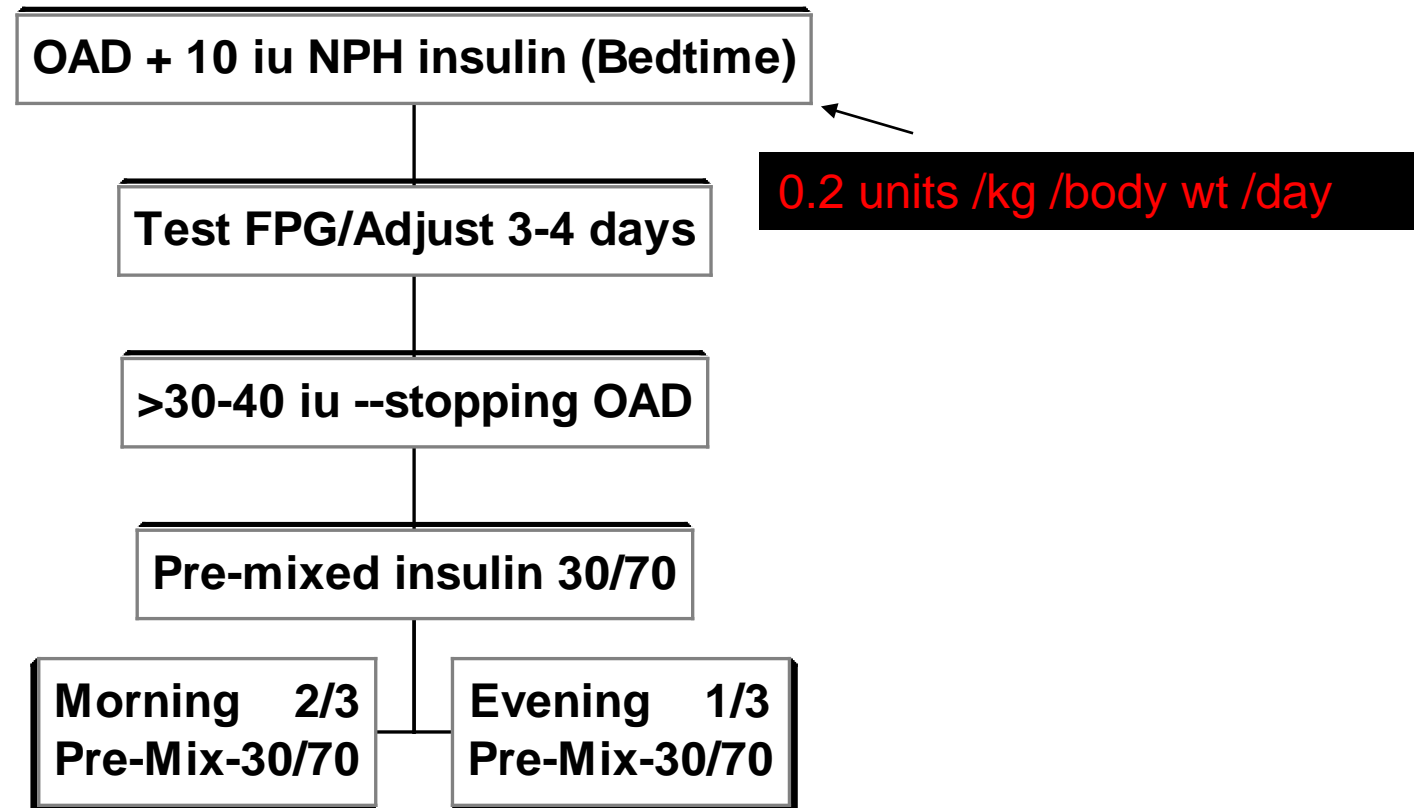 OAD + 10 iu NPH insulin (Bedtime)
0.2 units /kg /body wt /day
Test FPG/Adjust 3-4 days
>30-40 iu --stopping OAD
Pre-mixed insulin 30/70
Morning 2/3
Pre-Mix-30/70
Evening 1/3
Pre-Mix-30/70